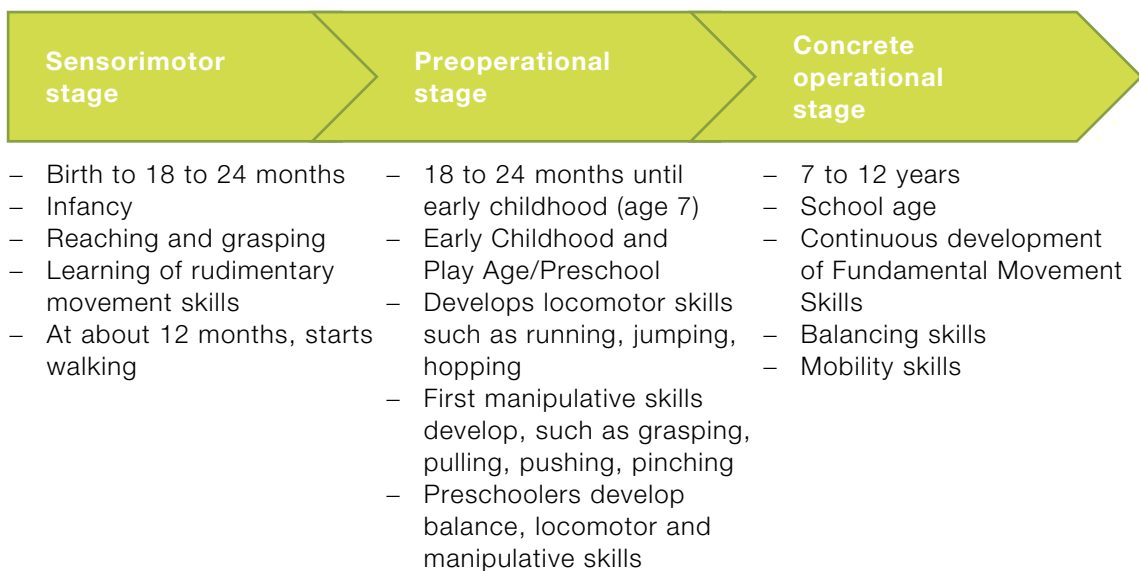 Sensorimotor
stage
Preoperational
stage
Concrete
operational
stage
– Birth to 18 to 24 months
– Infancy
– Reaching and grasping
– Learning of rudimentary
movement skills
– At about 12 months, starts
walking
– 18 to 24 months until
early childhood (age 7)
– Early Childhood and
Play Age/Preschool
– Develops locomotor skills
such as running, jumping,
hopping
– First manipulative skills
develop, such as grasping,
pulling, pushing, pinching
– Preschoolers develop
balance, locomotor and
manipulative skills
– 7 to 12 years
– School age
– Continuous development
of Fundamental Movement
Skills
– Balancing skills
– Mobility skills